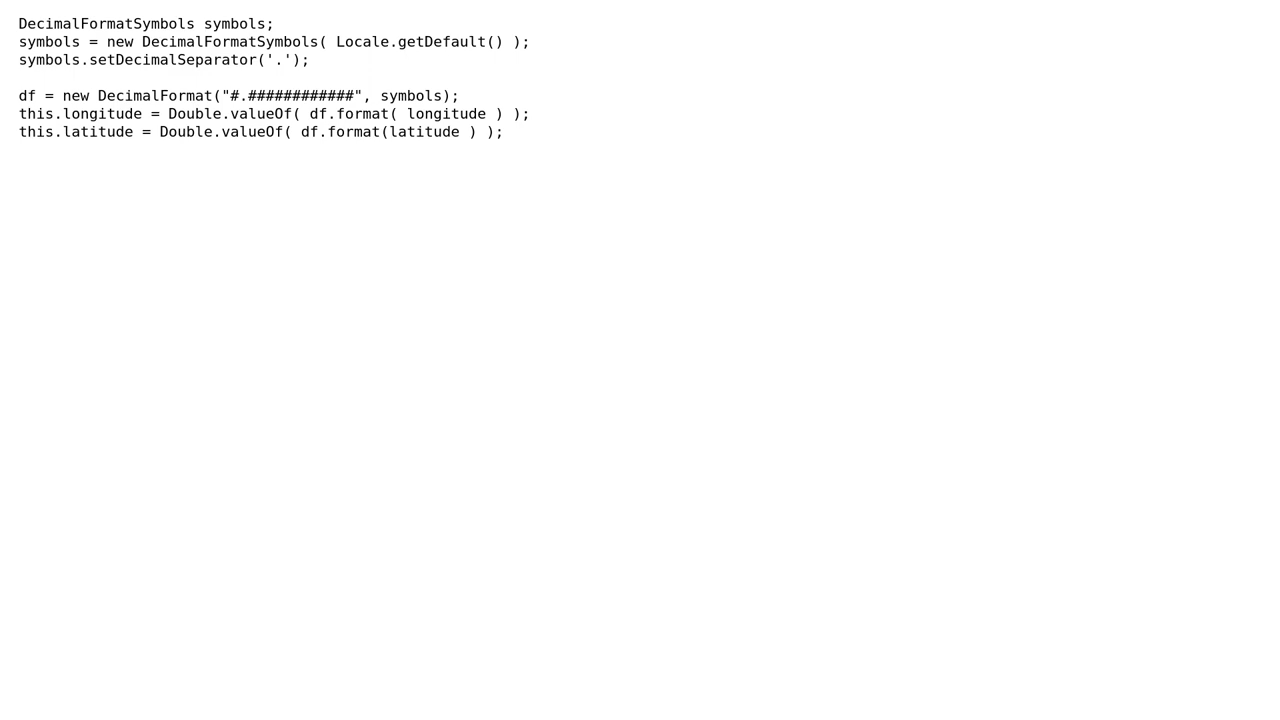 DecimalFormatSymbols symbols;
symbols = new DecimalFormatSymbols( Locale.getDefault() );
symbols.setDecimalSeparator('.');

df = new DecimalFormat("#.############", symbols);
this.longitude = Double.valueOf( df.format( longitude ) );
this.latitude = Double.valueOf( df.format(latitude ) );